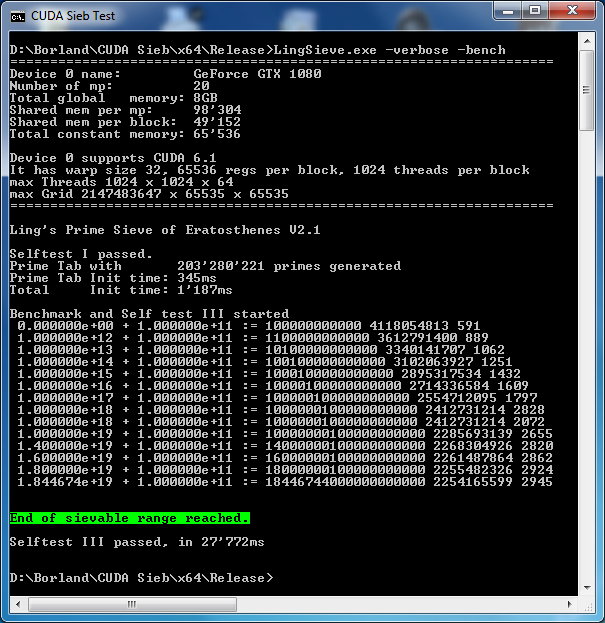 CUDA Sieb Test
D:\Borland\CUDA Sieb\x64\Release>LingSieve.exe -verbose -bench
================================================================
Device 0 name: GeForce GTX 1080
Number of mp: 20
Total global memory: 8GB
Shared mem per mp: 98'304
Shared mem per block: 49'152
Total constant memory: 65'536
Device 0 supports CUDA 6.1
It has warp size 32, 65536 regs per block, 1024 threads per block
max Threads 1024 x 1024 x 64
max Grid 2147483647 x 65535 x 65535
================================================================
Ling's Prime Sieve of Eratosthenes V2.1
Selftest I passed.
Prime Tab with 203'280'221 primes generated
Prime Tab Init time: 345ms
Total Init time: 1'187ms
Benchmark and Self test III started
0.000000e+00 + 1.000000e+11 := 100000000000 4118054813 591
1.000000e+12 + 1.000000e+11 := 1100000000000 3612791400 889
1.000000e+13 + 1.000000e+11 := 10100000000000 3340141707 1062
1.000000e+14 + 1.000000e+11 := 100100000000000 3102063927 1251
1.000000e+15 + 1.000000e+11 := 1000100000000000 2895317534 1432
1.000000e+16 + 1.000000e+11 := 10000100000000000 2714336584 1609
1.000000e+17 + 1.000000e+11 := 100000100000000000 2554712095 1797
1.000000e+18 + 1.000000e+11 := 1000000100000000000 2412731214 2828
1.000000e+18 + 1.000000e+11 := 1000000100000000000 2412731214 2072
1.000000e+19 + 1.000000e+11 := 10000000100000000000 2285693139 2655
1.400000e+19 + 1.000000e+11 := 14000000100000000000 2268304926 2820
1.600000e+19 + 1.000000e+11 := 16000000100000000000 2261487864 2862
1.800000e+19 + 1.000000e+11 := 18000000100000000000 2255482326 2924
1.844674e+19 + 1.000000e+11 := 18446744000000000000 2254165599 2945
End of sievable range reached.
Selftest III passed, in 27'772ms
D:\Borland\CUDA Sieb\x64\Release>